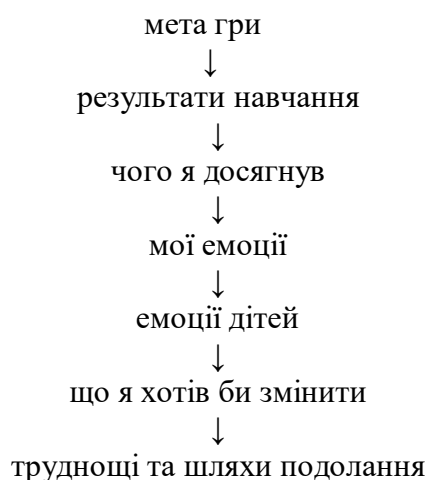 мета гри
↓
результати навчання
↓
чого я досягнув
↓
мої емоції
↓
емоції дітей
↓
що я хотів би змінити
↓
труднощі та шляхи подолання